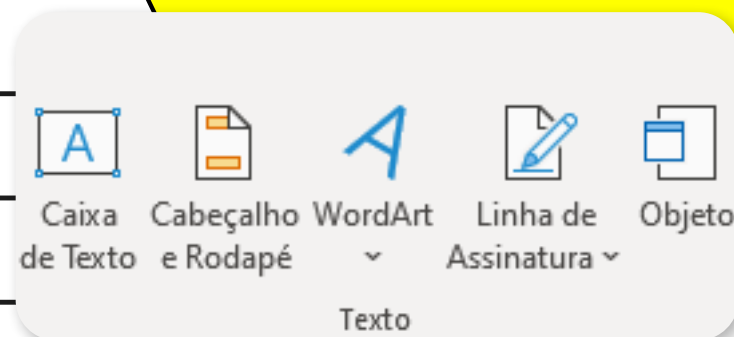 Caixa
de Texto
Cabeçalho
e Rodapé
WordArt
Linha de
Assinatura
Objeto
Texto